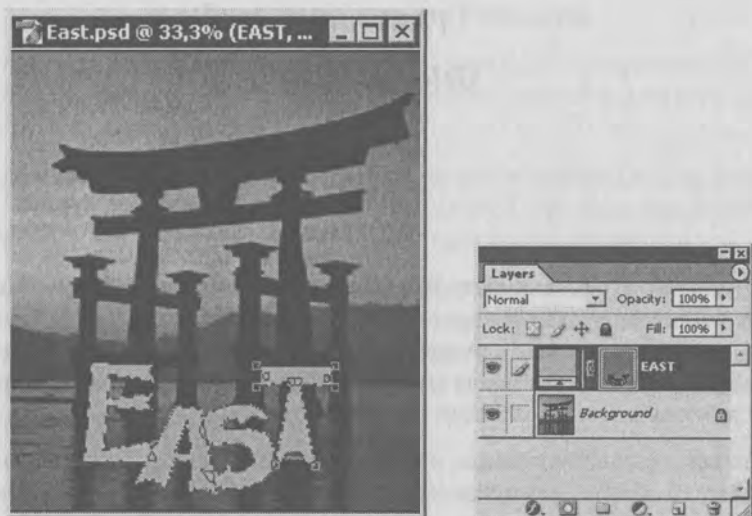 East.psd @ 33,3% (EAST, ...
EAST
Layers
Normal
Opacity: 100%
Lock:
Fill: 100%
EAST
Background